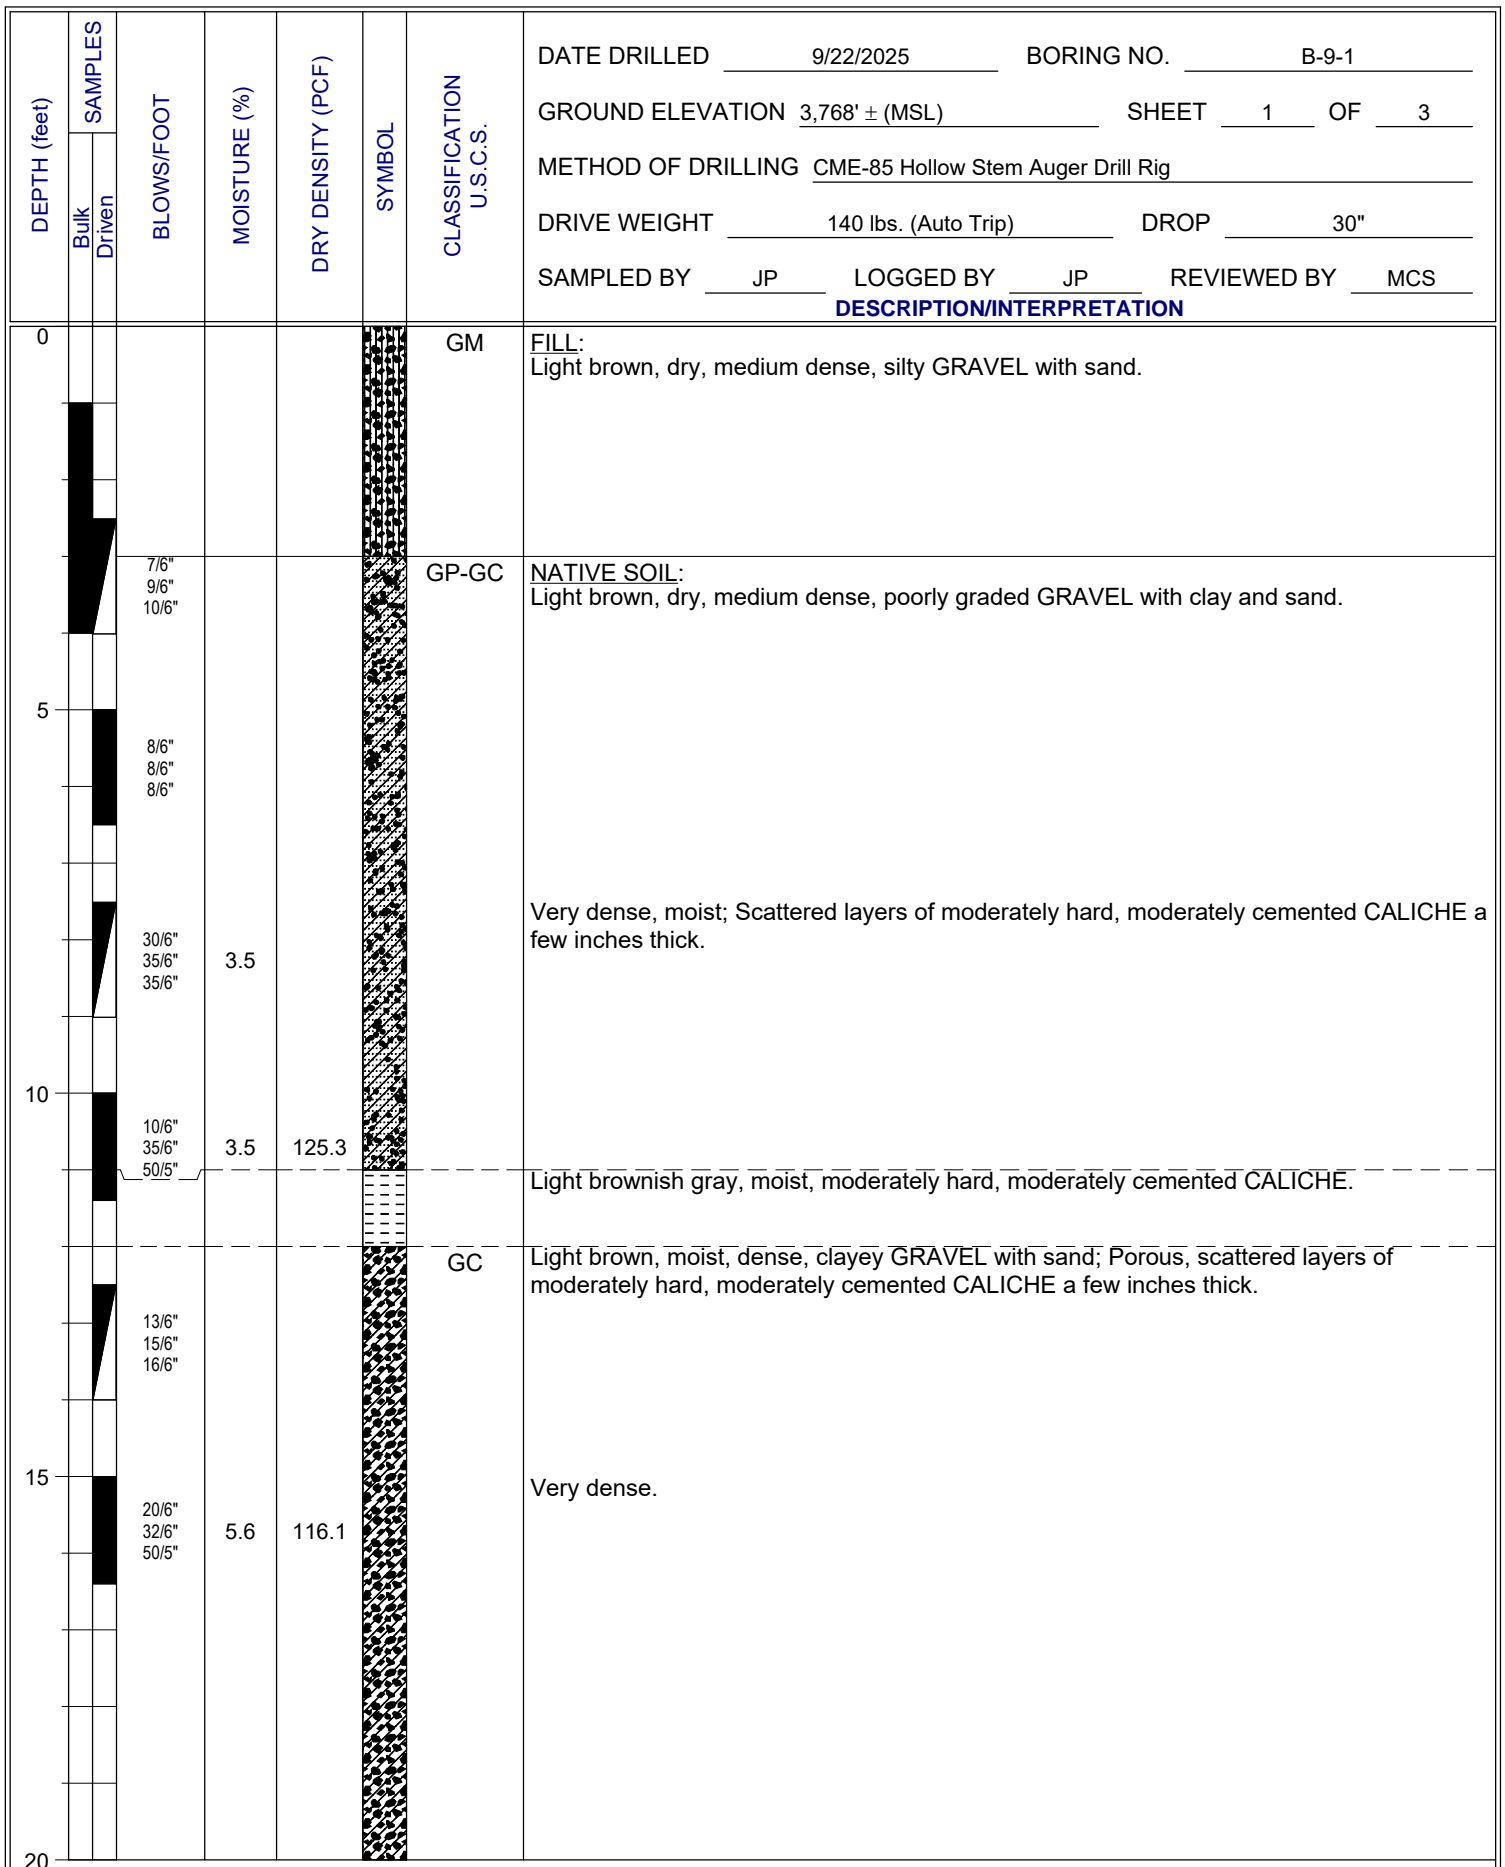 DEPTH (feet)
SAMPLES
Bulk
Driven
BLOWS/FOOT
MOISTURE (%)
DRY DENSITY (PCF)
SYMBOL
CLASSIFICATION
U.S.C.S.
DATE DRILLED 9/22/2025 BORING NO. B-9-1
GROUND ELEVATION 3,768' ± (MSL) SHEET 1 OF 3
METHOD OF DRILLING CME-85 Hollow Stem Auger Drill Rig
DRIVE WEIGHT 140 lbs. (Auto Trip) DROP 30"
SAMPLED BY JP LOGGED BY JP REVIEWED BY MCS
DESCRIPTION/INTERPRETATION
0 GM FILL:
Light brown, dry, medium dense, silty GRAVEL with sand.
7/6"
GP-GC NATIVE SOIL:
9/6"
Light brown, dry, medium dense, poorly graded GRAVEL with clay and sand.
10/6"
5
8/6"
8/6"
8/6"
Very dense, moist; Scattered layers of moderately hard, moderately cemented CALICHE a
few inches thick.
30/6"
35/6" 3.5
35/6"
10
10/6"
35/6" 3.5 125.3
50/5"
Light brownish gray, moist, moderately hard, moderately cemented CALICHE.
GC Light brown, moist, dense, clayey GRAVEL with sand; Porous, scattered layers of
moderately hard, moderately cemented CALICHE a few inches thick.
13/6"
15/6"
16/6"
15
Very dense.
20/6"
32/6" 5.6 116.1
50/5"
20